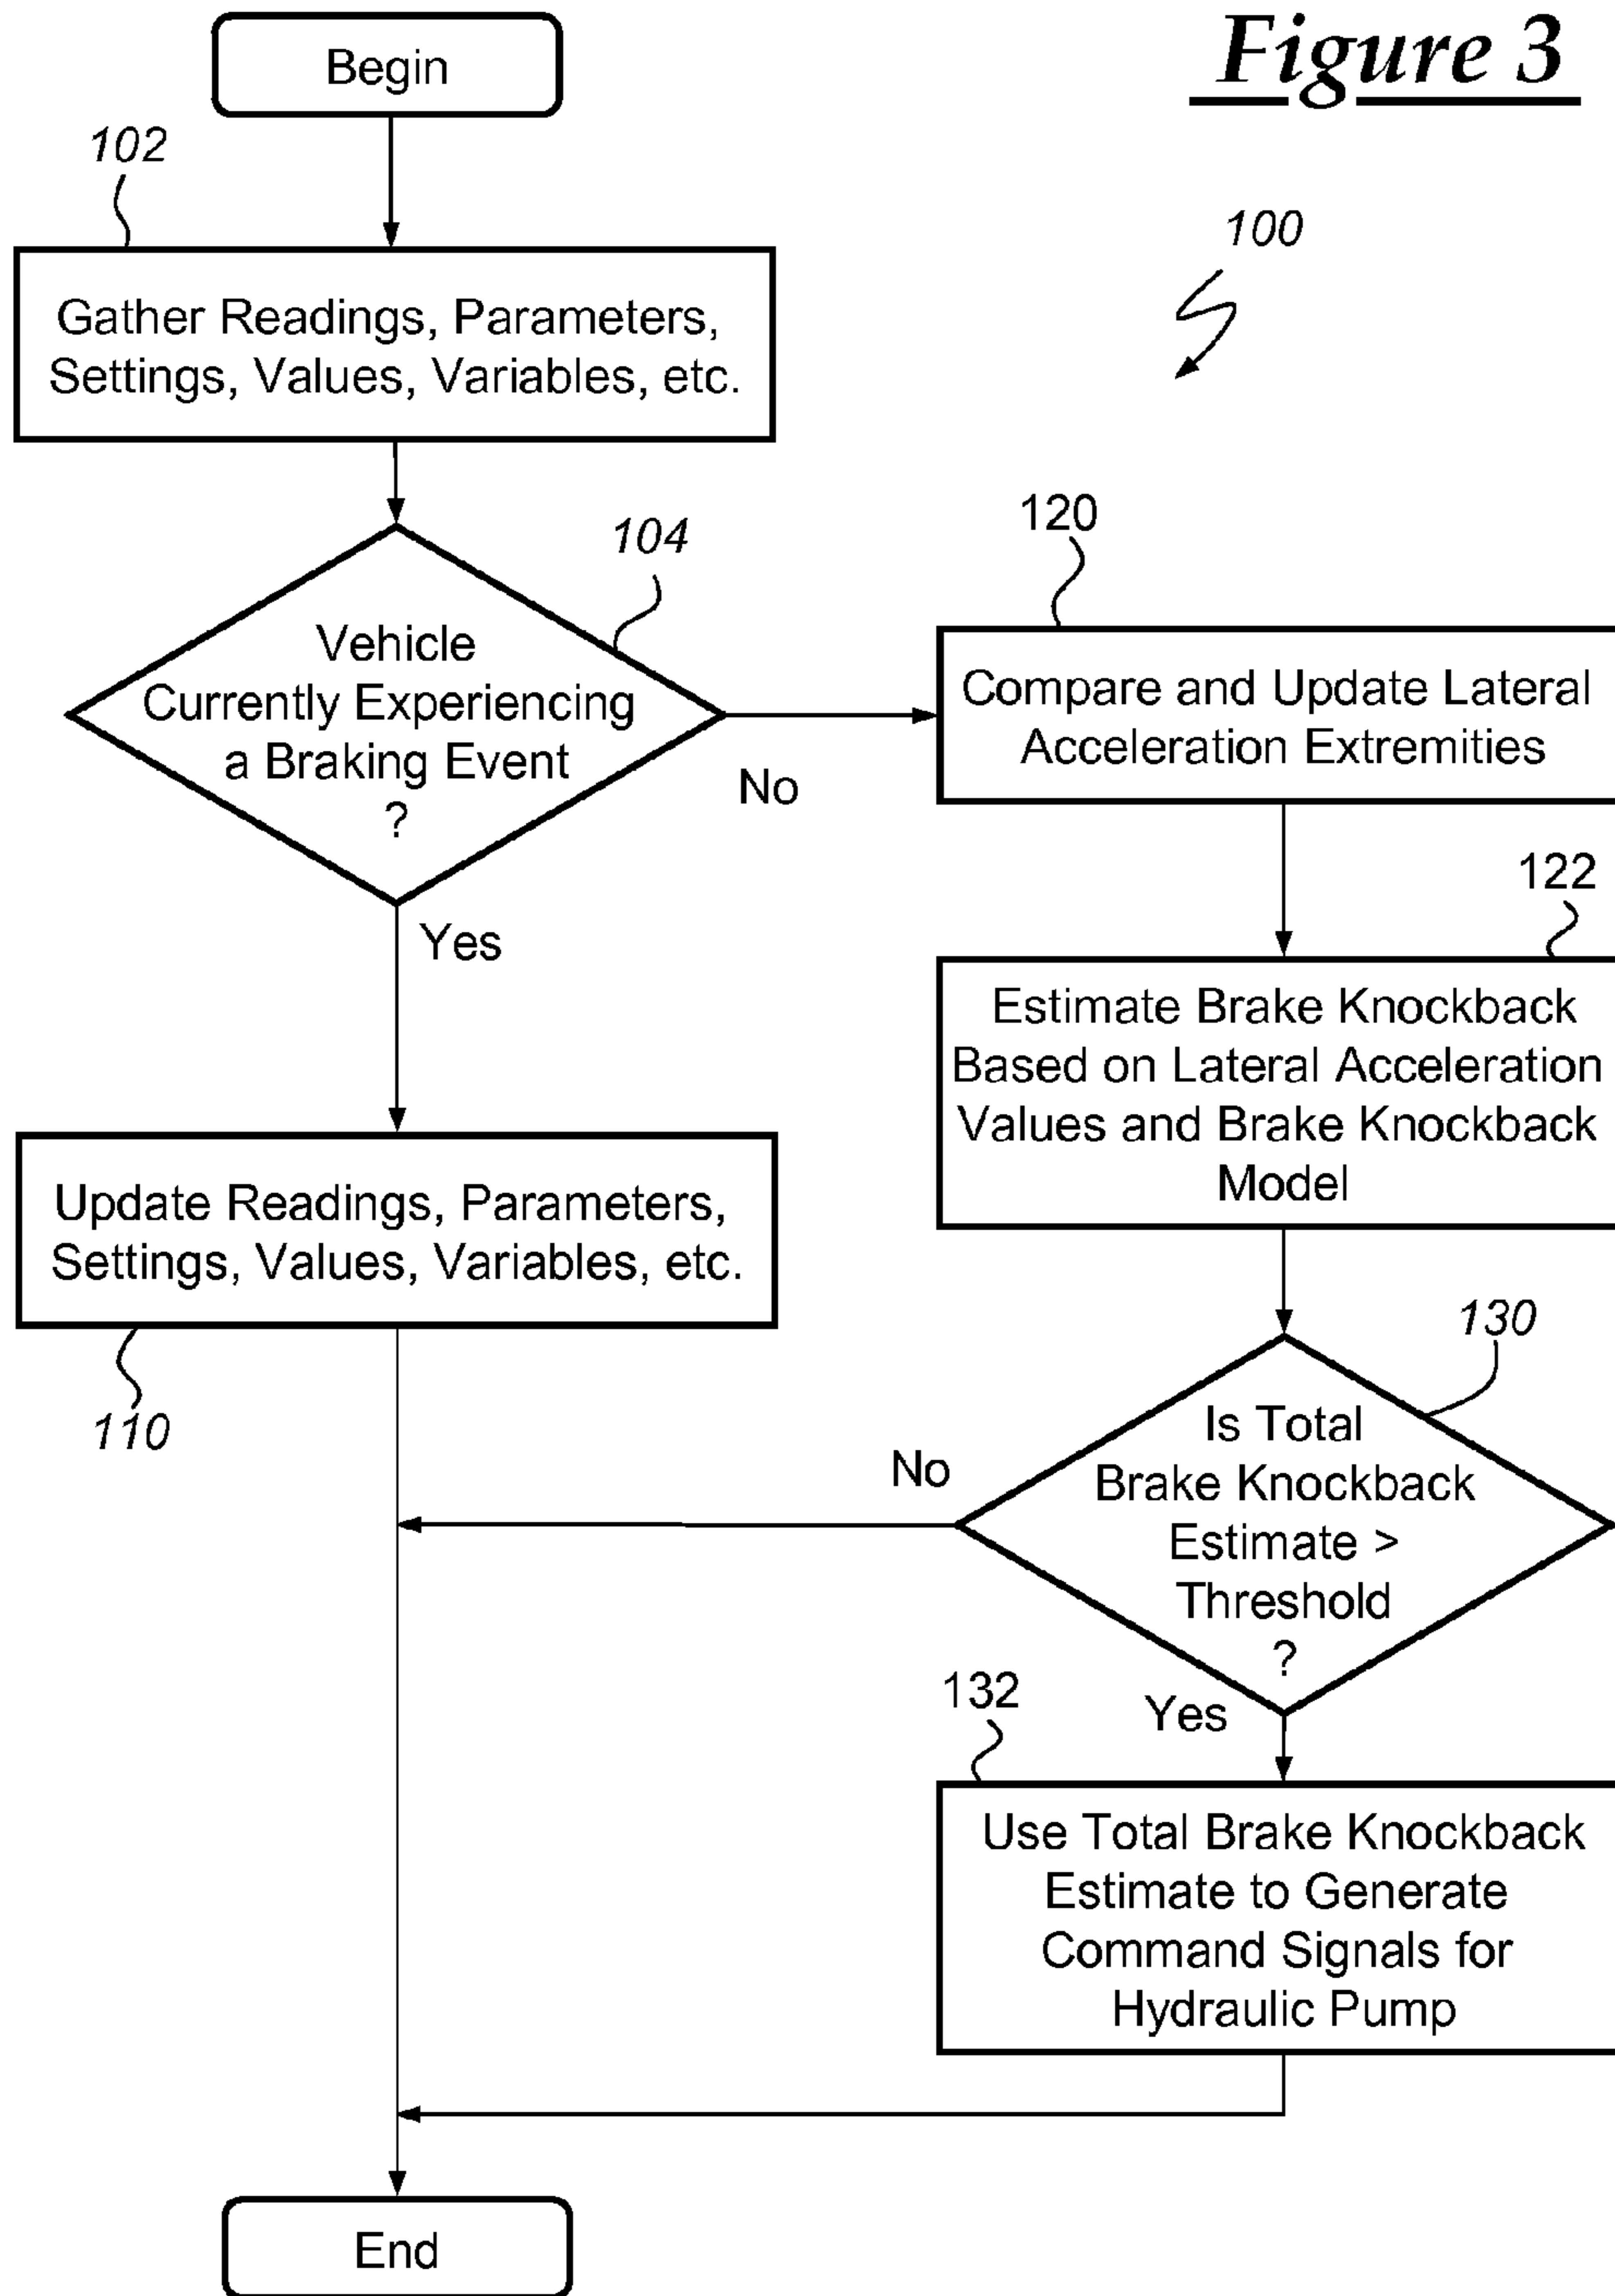 Figure 3
Begin
102
100
Gather Readings, Parameters,
Settings, Values, Variables, etc.
104
Vehicle
Currently Experiencing
a Braking Event
?
No
Yes
120
Compare and Update Lateral
Acceleration Extremities
122
Estimate Brake Knockback
Based on Lateral Acceleration
Values and Brake Knockback
Model
Update Readings, Parameters,
Settings, Values, Variables, etc.
110
130
Is Total
Brake Knockback
Estimate >
Threshold
?
No
Yes
132
Use Total Brake Knockback
Estimate to Generate
Command Signals for
Hydraulic Pump
End